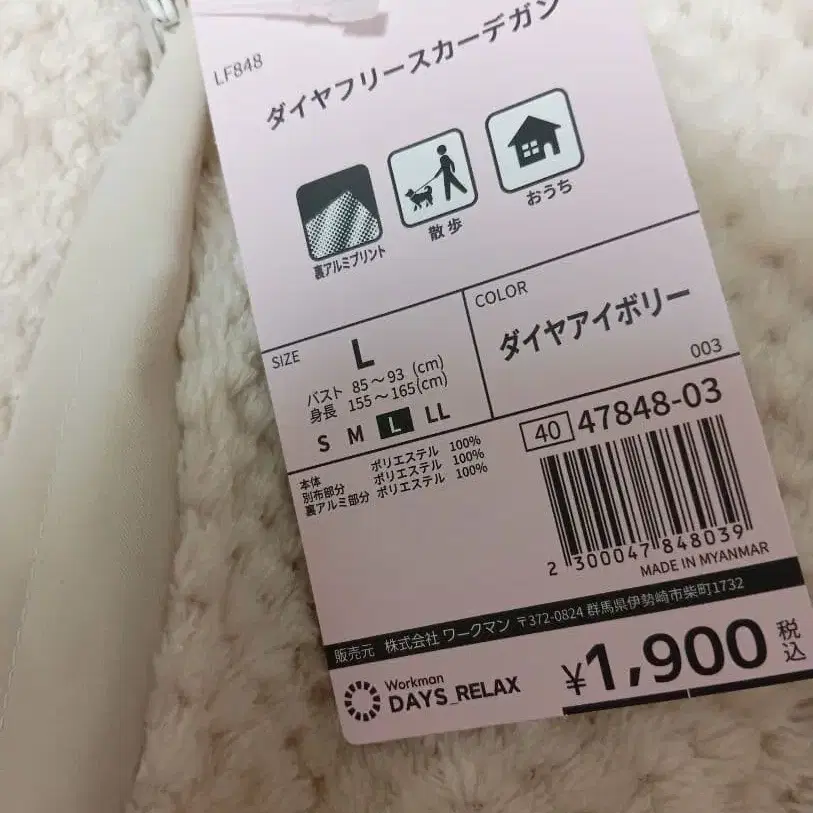 LF848
ダイヤフリースカーデガン
裏アルミプリント
散歩
おうち
SIZE
L
バスト 85～93 (cm)
身長 155～165(cm)
S M L LL
COLOR
ダイヤアイボリー
003
本体 ポリエステル 100%
別布部分 ポリエステル 100%
裏アルミ部分 ポリエステル 100%
40 47848-03
2 300047 848039
MADE IN MYANMAR
販売元 株式会社 ワークマン 〒372-0824 群馬県伊勢崎市柴町1732
Workman
DAYS_RELAX
¥1,900 税込